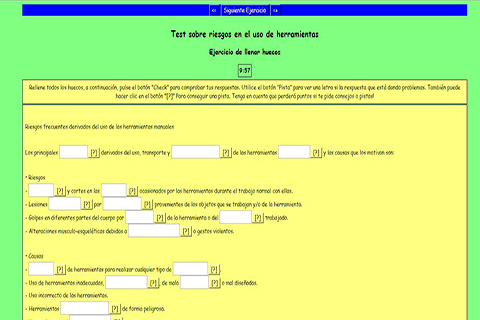 <= Siguiente Ejercicio =>
Test sobre riesgos en el uso de herramientas
Ejercicio de llenar huecos
9:57
Rellene todos los huecos, a continuación, pulse el botón "Check" para comprobar tus respuestas. Utilice el botón "Pista" para ver una letra si la respuesta que está dando problemas. También puede
hacer clic en el botón "[?]" Para conseguir una pista. Tenga en cuenta que perderá puntos si te pide consejos o pistas!
Riesgos frecuentes derivados del uso de las herramientas manuales
Los principales [?] derivados del uso, transporte y [?] de las herramientas [?] y las causas que los motivan son:
* Riesgos
- [?] y cortes en las [?] ocasionados por las herramientas durante el trabajo normal con ellas.
- Lesiones [?] por [?] provenientes de los objetos que se trabajan y/o de la herramienta.
- Golpes en diferentes partes del cuerpo por [?] de la herramienta o del [?] trabajado.
- Alteraciones músculo-esqueléticas debidas a [?] o gestos violentos.
* Causas
- [?] de herramientas para realizar cualquier tipo de [?].
- Uso de herramientas inadecuadas, [?], de mala [?] o mal diseñadas.
- Uso incorrecto de las herramientas.
- Herramientas [?] de forma peligrosa.